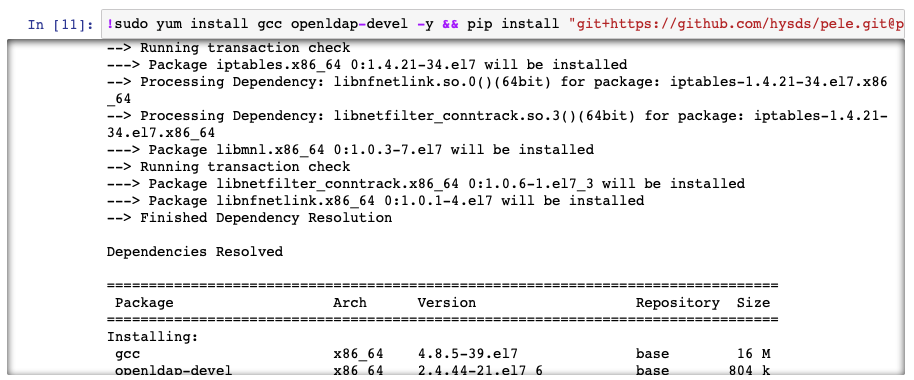 In [11]: !sudo yum install gcc openldap-devel -y && pip install "git+https://github.com/hysds/pele.git@p
--> Running transaction check
---> Package iptables.x86_64 0:1.4.21-34.el7 will be installed
--> Processing Dependency: libnfnetlink.so.0()(64bit) for package: iptables-1.4.21-34.el7.x86
_64
--> Processing Dependency: libnetfilter_conntrack.so.3()(64bit) for package: iptables-1.4.21-
34.el7.x86_64
---> Package libmnl.x86_64 0:1.0.3-7.el7 will be installed
--> Running transaction check
---> Package libnetfilter_conntrack.x86_64 0:1.0.6-1.el7_3 will be installed
---> Package libnfnetlink.x86_64 0:1.0.1-4.el7 will be installed
--> Finished Dependency Resolution
Dependencies Resolved
================================================================================
Package Arch Version Repository Size
================================================================================
Installing:
gcc x86_64 4.8.5-39.el7 base 16 M
openldap-devel x86_64 2.4.44-21.el7_6 base 804 k